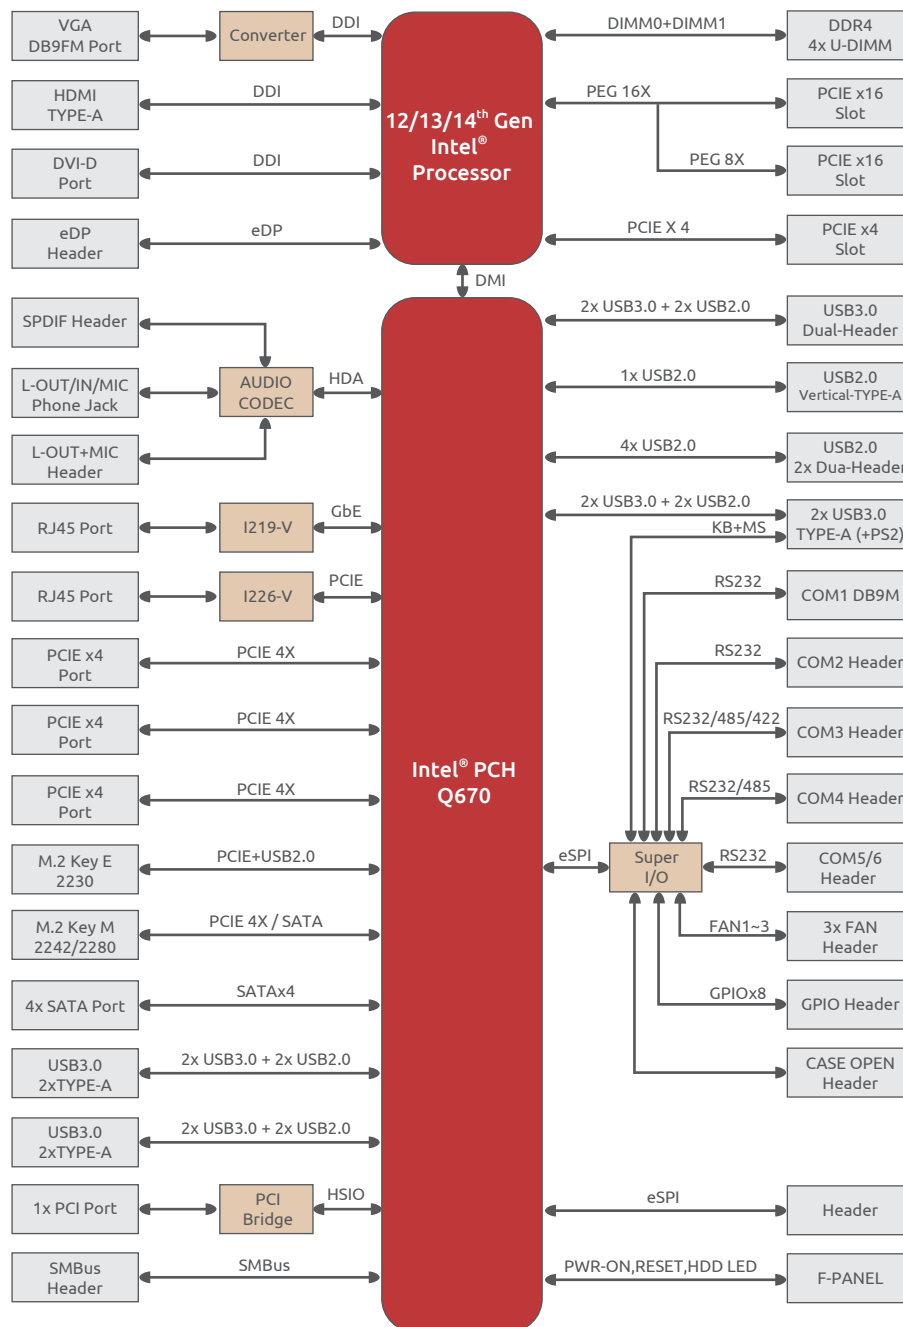 VGA
DB9FM Port
Converter
DDI
HDMI
TYPE-A
DDI
DVI-D
Port
DDI
eDP
Header
eDP
12/13/14th Gen
Intel®
Processor
DIMM0+DIMM1
DDR4
4x U-DIMM
PEG 16X
PCIE x16
Slot
PEG 8X
PCIE x16
Slot
PCIE X 4
PCIE x4
Slot
DMI
SPDIF Header
L-OUT/IN/MIC
Phone Jack
AUDIO
CODEC
HDA
L-OUT+MIC
Header
RJ45 Port
I219-V
GbE
RJ45 Port
I226-V
PCIE
PCIE x4
Port
PCIE 4X
PCIE x4
Port
PCIE 4X
PCIE x4
Port
PCIE 4X
M.2 Key E
2230
PCIE+USB2.0
M.2 Key M
2242/2280
PCIE 4X / SATA
4x SATA Port
SATAx4
USB3.0
2xTYPE-A
2x USB3.0 + 2x USB2.0
USB3.0
2xTYPE-A
2x USB3.0 + 2x USB2.0
1x PCI Port
PCI
Bridge
HSIO
SMBus
Header
SMBus
Intel® PCH
Q670
2x USB3.0 + 2x USB2.0
USB3.0
Dual-Header
1x USB2.0
USB2.0
Vertical-TYPE-A
4x USB2.0
USB2.0
2x Dua-Header
2x USB3.0 + 2x USB2.0
2x USB3.0
TYPE-A (+PS2)
KB+MS
RS232
COM1 DB9M
RS232
COM2 Header
RS232/485/422
COM3 Header
RS232/485
COM4 Header
eSPI
Super
I/O
RS232
COM5/6
Header
FAN1~3
3x FAN
Header
GPIOx8
GPIO Header
CASE OPEN
Header
eSPI
Header
PWR-ON,RESET,HDD LED
F-PANEL